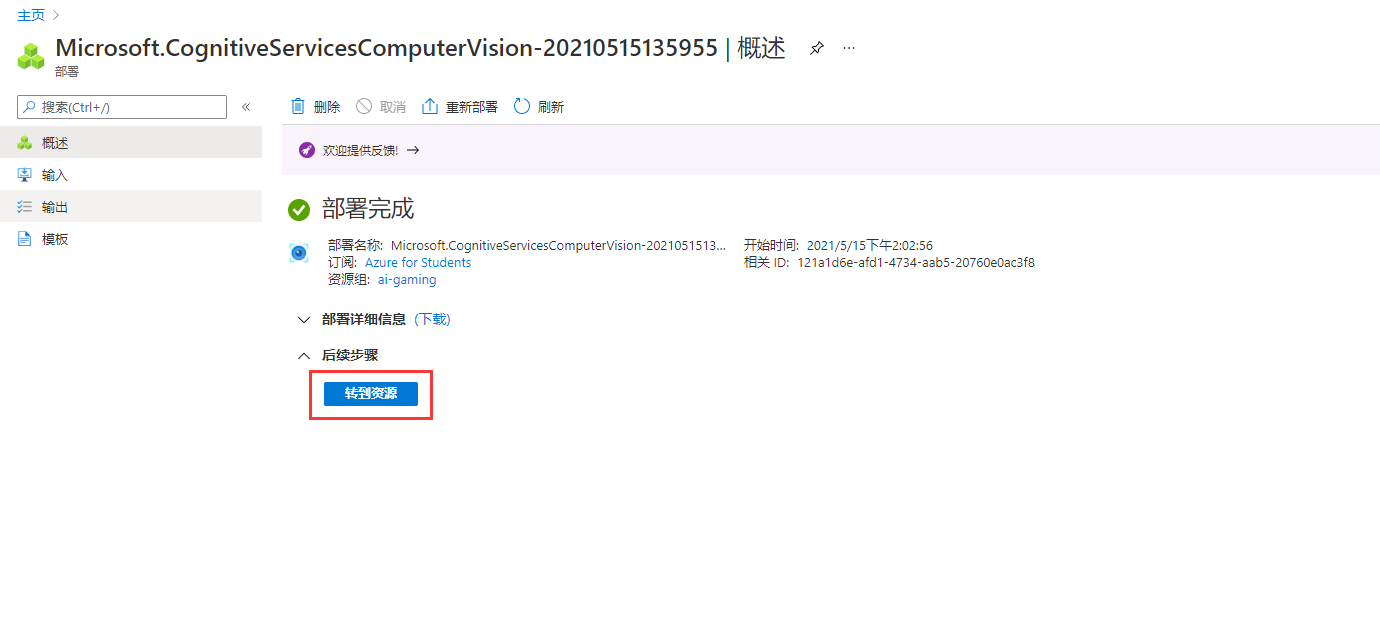 主页
Microsoft.CognitiveServicesComputerVision-20210515135955 | 概述
部署
搜索(Ctrl+/)
«
删除 取消 重新部署 刷新
概述
输入
输出
模板
欢迎提供反馈! →
部署完成
部署名称: Microsoft.CognitiveServicesComputerVision-2021051513... 开始时间: 2021/5/15下午2:02:56
订阅: Azure for Students 相关 ID: 121a1d6e-afd1-4734-aab5-20760e0ac3f8
资源组: ai-gaming
部署详细信息 (下载)
后续步骤
转到资源